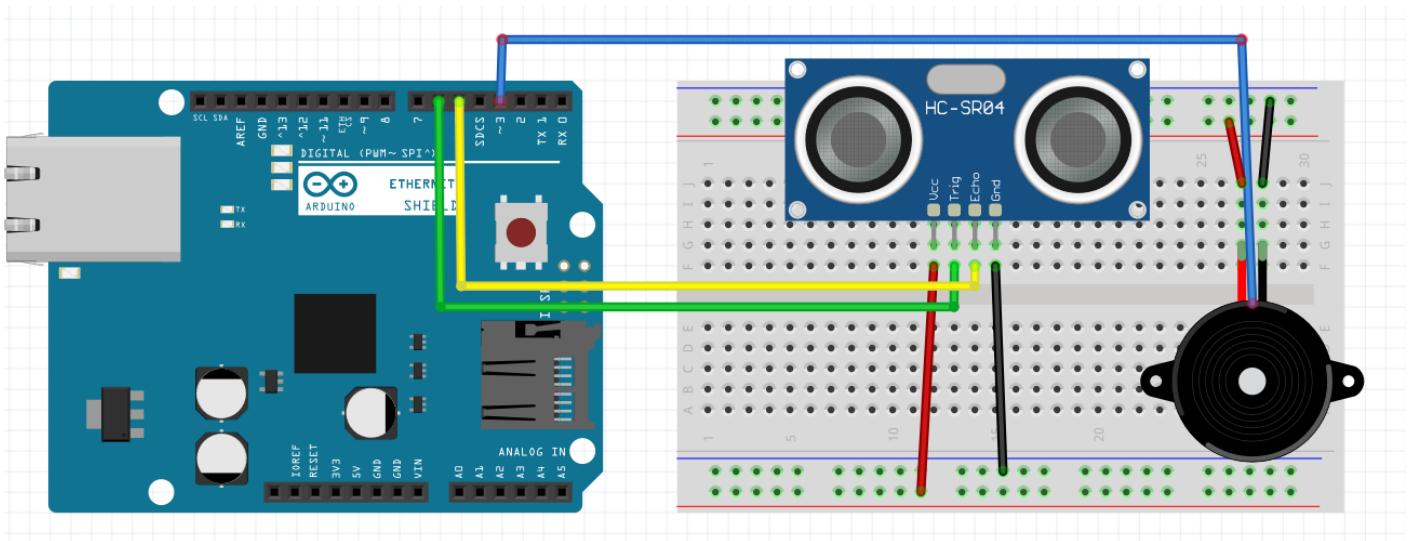 HC-SR04
Vcc
Trig
Echo
Gnd
SCL SDA
AREF
GND
^13
^12
~11
~9
8
7
SDCS
~3
2
TX 1
RX 0
DIGITAL (PWM~ SPI^)
ARDUINO
ETHERNET
SHIELD
TX
RX
1
25
30
J
I
H
G
F
J
I
H
G
F
E
D
C
B
A
E
1
5
10
15
20
ANALOG IN
IOREF
RESET
3V3
5V
GND
GND
VIN
A0
A1
A2
A3
A4
A5